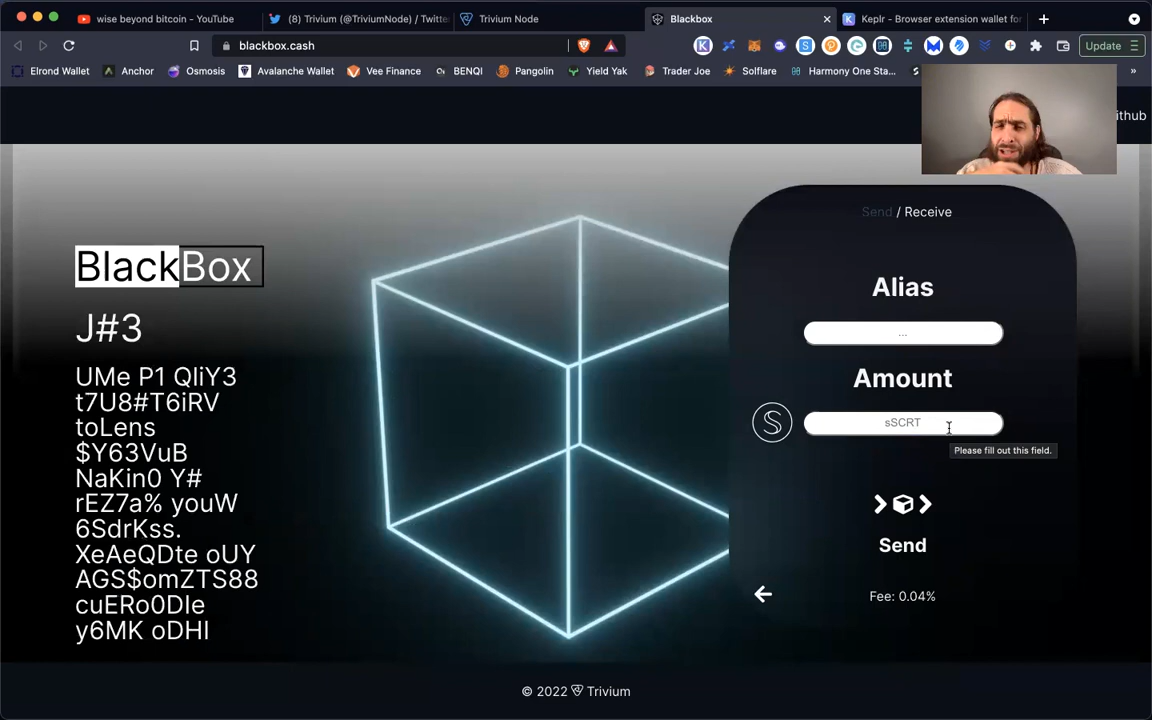 wise beyond bitcoin - YouTube
(8) Trivium (@TriviumNode) / Twitte
Trivium Node
Blackbox
Keplr - Browser extension wallet for
blackbox.cash
Update
Elrond Wallet
Anchor
Osmosis
Avalanche Wallet
Vee Finance
BENQI
Pangolin
Yield Yak
Trader Joe
Solflare
Harmony One Sta...
»
ithub
Send / Receive
BlackBox
J#3
UMe P1 QliY3
t7U8#T6iRV
toLens
$Y63VuB
NaKin0 Y#
rEZ7a% youW
6SdrKss.
XeAeQDte oUY
AGS$omZTS88
cuERo0DIe
y6MK oDHI
Alias
...
Amount
sSCRT
Please fill out this field.
Send
Fee: 0.04%
© 2022 Trivium